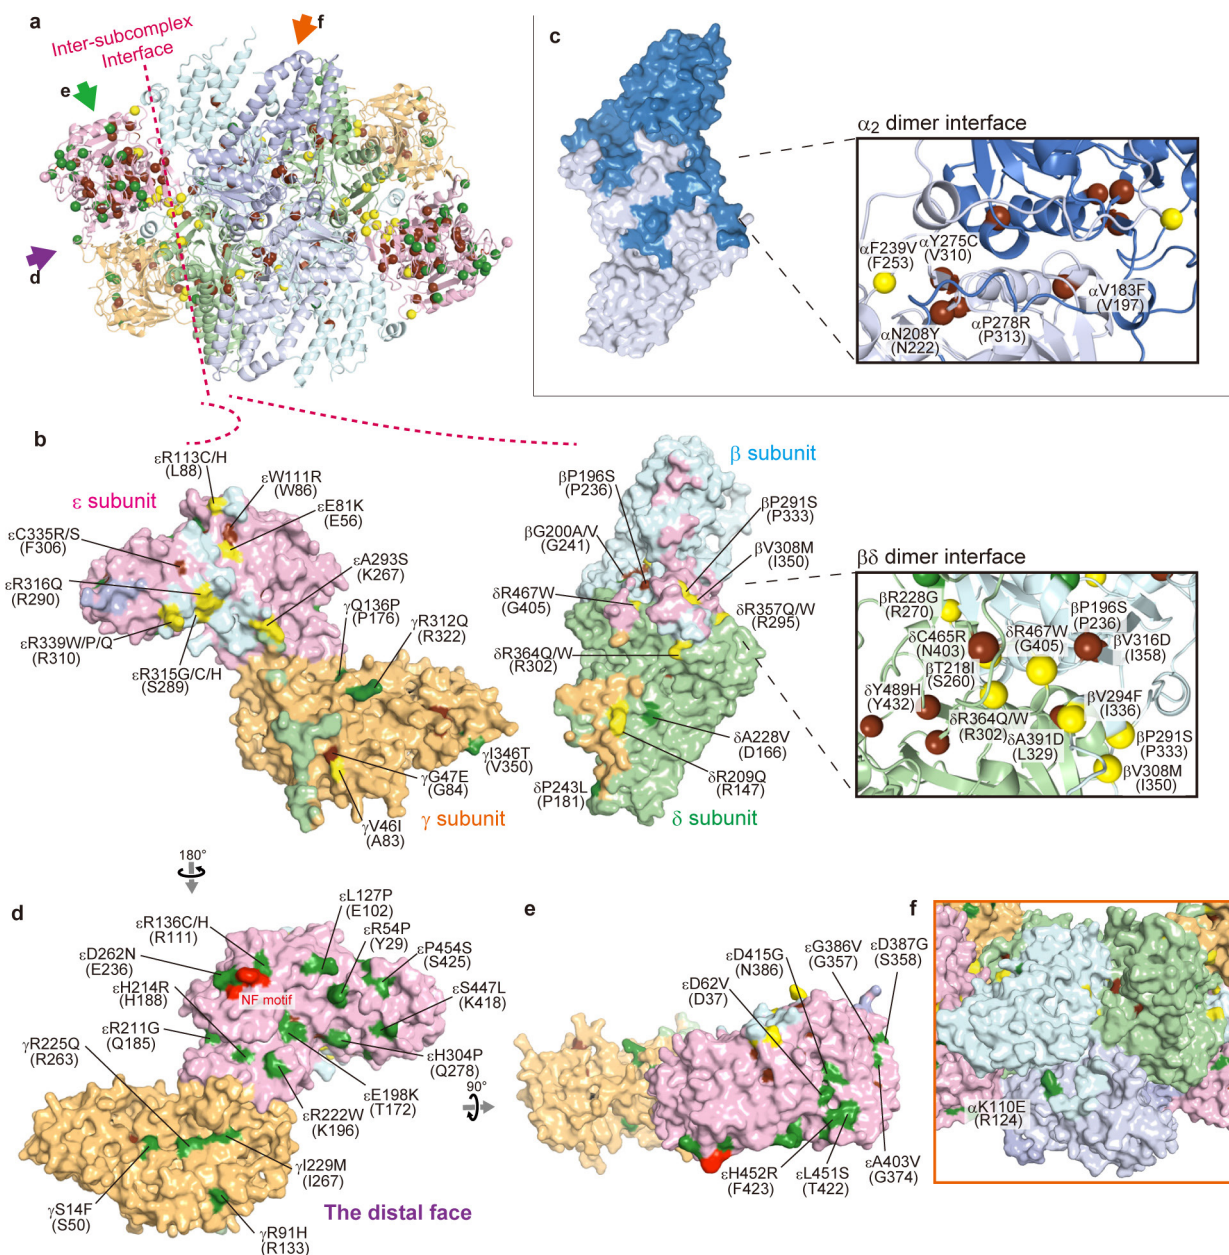 a
Inter-subcomplex
Interface
f
e
d
c
α2 dimer interface
αF239V
(F253)
αY275C
(V310)
αV183F
(V197)
αN208Y
(N222)
αP278R
(P313)
b
ε subunit
εR113C/H
(L88)
εW111R
(W86)
εE81K
(E56)
εC335R/S
(F306)
εA293S
(K267)
εR316Q
(R290)
γQ136P
(P176)
γR312Q
(R322)
εR339W/P/Q
(R310)
εR315G/C/H
(S289)
γI346T
(V350)
γG47E
(G84)
γV46I
(A83)
γ subunit
β subunit
βP196S
(P236)
βP291S
(P333)
βG200A/V
(G241)
βV308M
(I350)
δR467W
(G405)
δR357Q/W
(R295)
δR364Q/W
(R302)
δA228V
(D166)
δR209Q
(R147)
δP243L
(P181)
δ subunit
βδ dimer interface
βR228G
(R270)
βP196S
(P236)
δC465R
(N403)
δR467W
(G405)
βV316D
(I358)
βT218I
(S260)
δY489H
(Y432)
βV294F
(I336)
δR364Q/W
(R302)
δA391D
(L329)
βP291S
(P333)
βV308M
(I350)
180°
d
εL127P
(E102)
εR136C/H
(R111)
εR54P
(Y29)
εD262N
(E236)
εP454S
(S425)
εH214R
(H188)
NF motif
εS447L
(K418)
εR211G
(Q185)
γR225Q
(R263)
εH304P
(Q278)
εE198K
(T172)
εR222W
(K196)
γI229M
(I267)
γS14F
(S50)
γR91H
(R133)
The distal face
90°
e
εD415G
(N386)
εG386V
(G357)
εD387G
(S358)
εD62V
(D37)
εH452R
(F423)
εL451S
(T422)
εA403V
(G374)
f
αK110E
(R124)